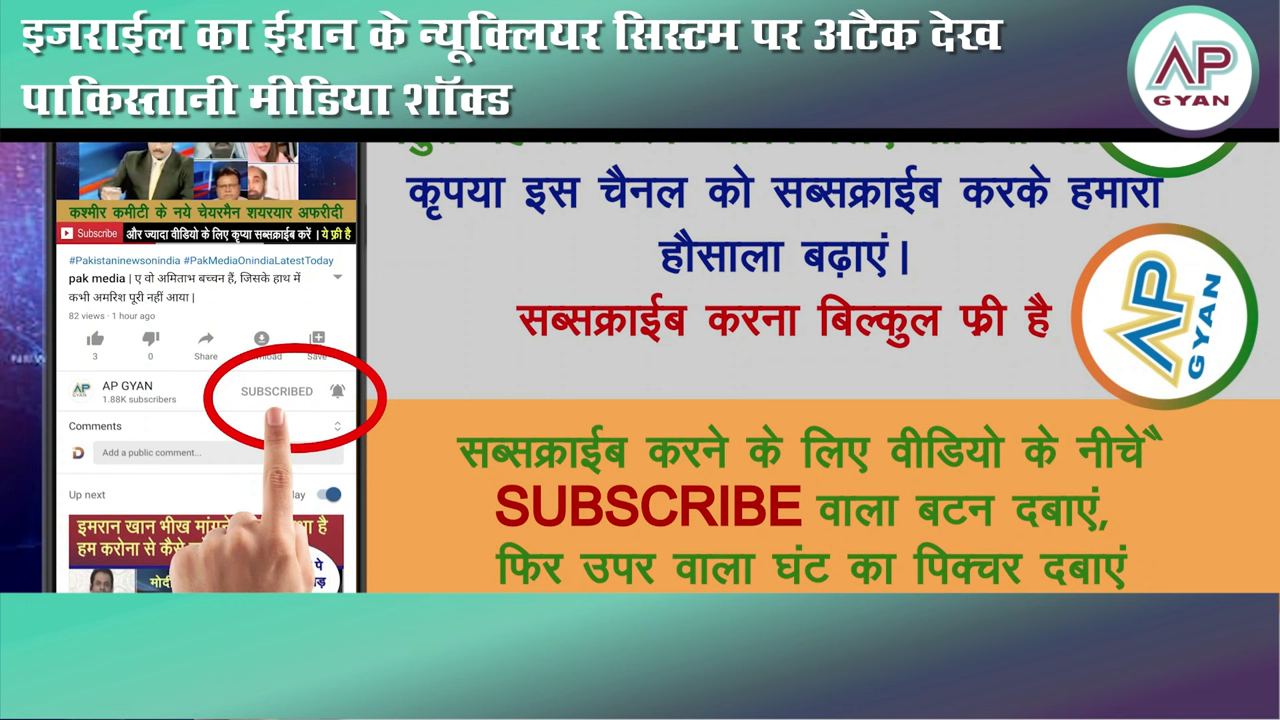 इजराईल का ईरान के न्यूक्लियर सिस्टम पर अटैक देख
पाकिस्तानी मीडिया शॉक्ड
AP
GYAN
कृपया इस चैनल को सब्सक्राईब करके हमारा
हौसाला बढ़ाएं।
सब्सक्राईब करना बिल्कुल फ्री है
AP
GYAN
सब्सक्राईब करने के लिए वीडियो के नीचे
SUBSCRIBE वाला बटन दबाएं,
फिर उपर वाला घंट का पिक्चर दबाएं
कश्मीर कमीटी के नये चेयरमैन शयरयार अफरीदी
Subscribe और ज्यादा वीडियो के लिए कृप्या सब्सक्राईब करें । ये फ्री है
#Pakistaninewsonindia #PakMediaOnindiaLatestToday
pak media | ए वो अमिताभ बच्चन हैं, जिसके हाथ में
कभी अमरिश पूरी नहीं आया |
82 views · 1 hour ago
3 0 Share Save
AP GYAN
1.88K subscribers
SUBSCRIBED
Comments
Add a public comment...
Up next
इमरान खान भीख मांगने है
हम करोना से कैसे
मोदी